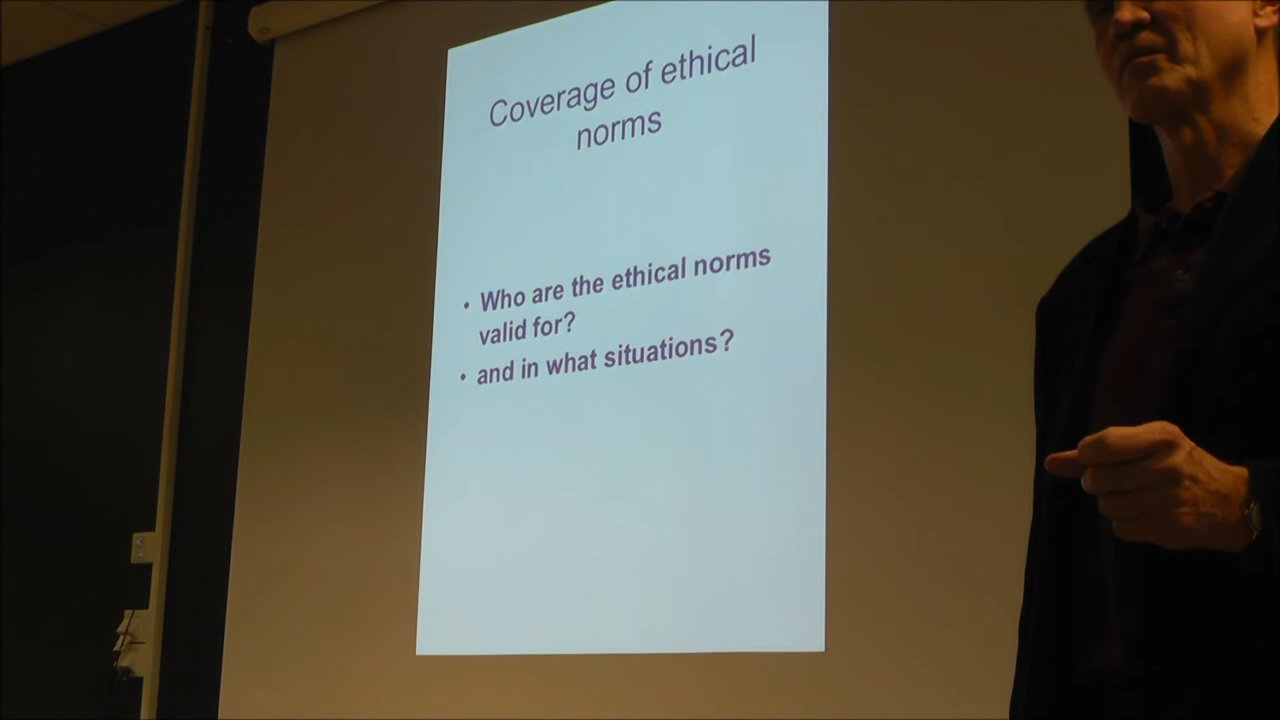 Coverage of ethical
norms
• Who are the ethical norms
valid for?
• and in what situations?